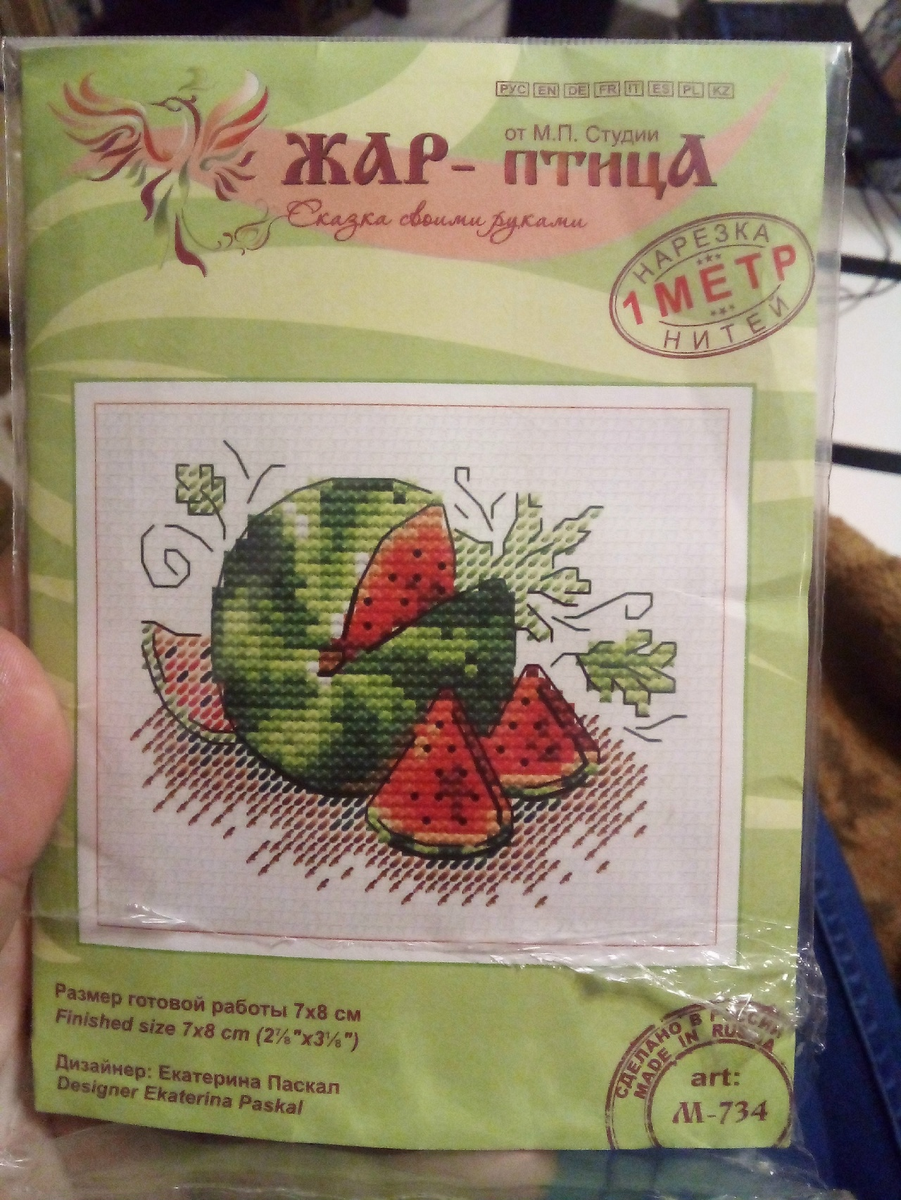 РУС EN DE FR IT ES PL KZ
от М.П. Студии
ЖАР-ПТИЦА
Сказка своими руками
НАРЕЗКА
1 МЕТР
НИТЕЙ
Размер готовой работы 7х8 см
Finished size 7x8 cm (2⅞"x3⅛")
Дизайнер: Екатерина Паскал
Designer Ekaterina Paskal
СДЕЛАНО В РОССИИ
MADE IN RUSSIA
art:
М-734